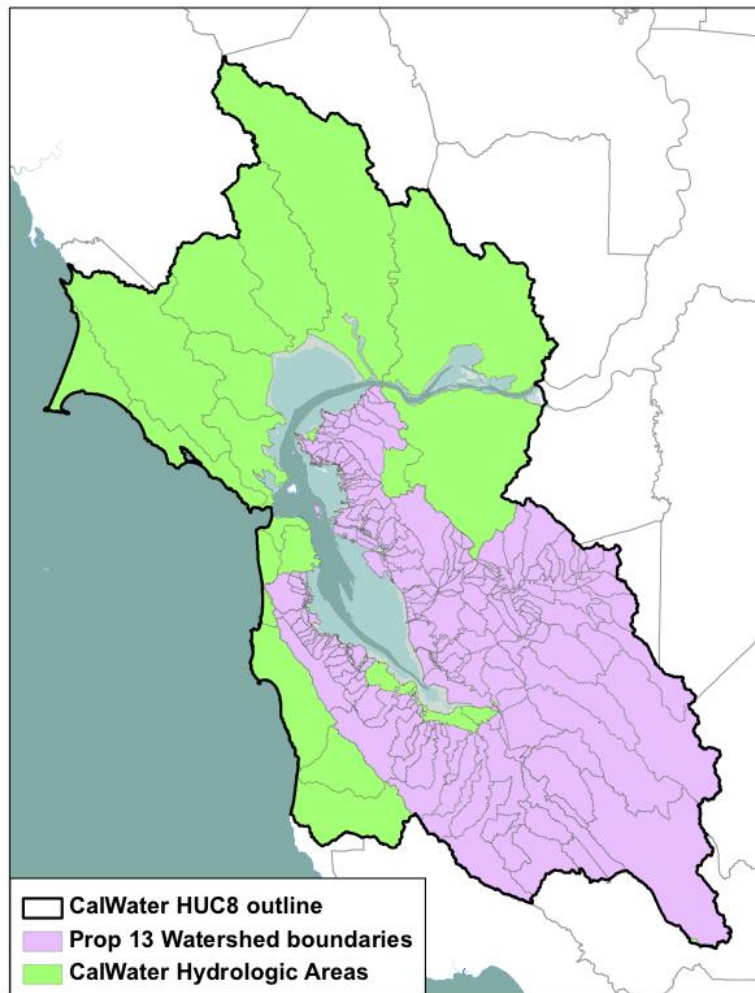 CalWater HUC8 outline
Prop 13 Watershed boundaries
CalWater Hydrologic Areas